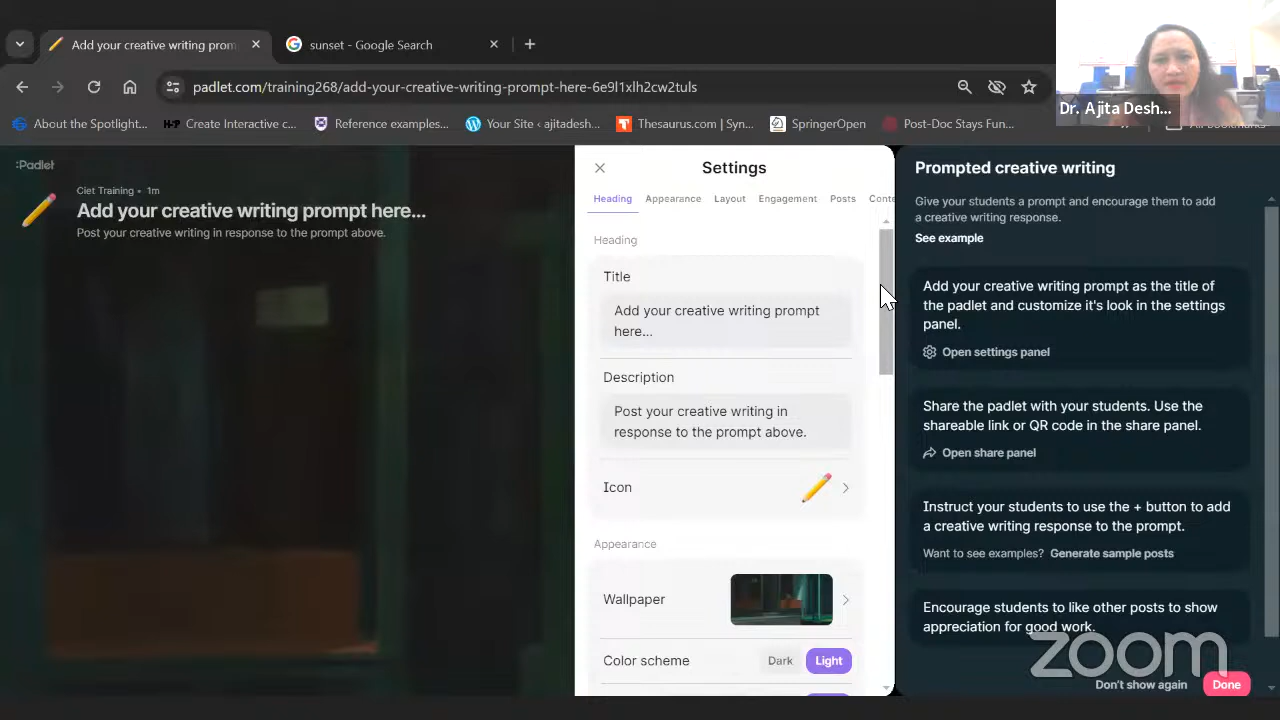 Add your creative writing prom
sunset - Google Search
padlet.com/training268/add-your-creative-writing-prompt-here-6e9l1xlh2cw2tuls
Dr. Ajita Desh...
About the Spotlight...
H-P Create Interactive c...
Reference examples...
Your Site ‹ ajitadesh...
Thesaurus.com | Syn...
SpringerOpen
Post-Doc Stays Fun...
All Bookmarks
:Padlet
Ciet Training • 1m
Add your creative writing prompt here...
Post your creative writing in response to the prompt above.
Settings
Heading Appearance Layout Engagement Posts Conte
Heading
Title
Add your creative writing prompt
here...
Description
Post your creative writing in
response to the prompt above.
Icon
Appearance
Wallpaper
Color scheme Dark Light
Prompted creative writing
Give your students a prompt and encourage them to add
a creative writing response.
See example
Add your creative writing prompt as the title of
the padlet and customize it's look in the settings
panel.
Open settings panel
Share the padlet with your students. Use the
shareable link or QR code in the share panel.
Open share panel
Instruct your students to use the + button to add
a creative writing response to the prompt.
Want to see examples? Generate sample posts
Encourage students to like other posts to show
appreciation for good work.
zoom
Don't show again Done